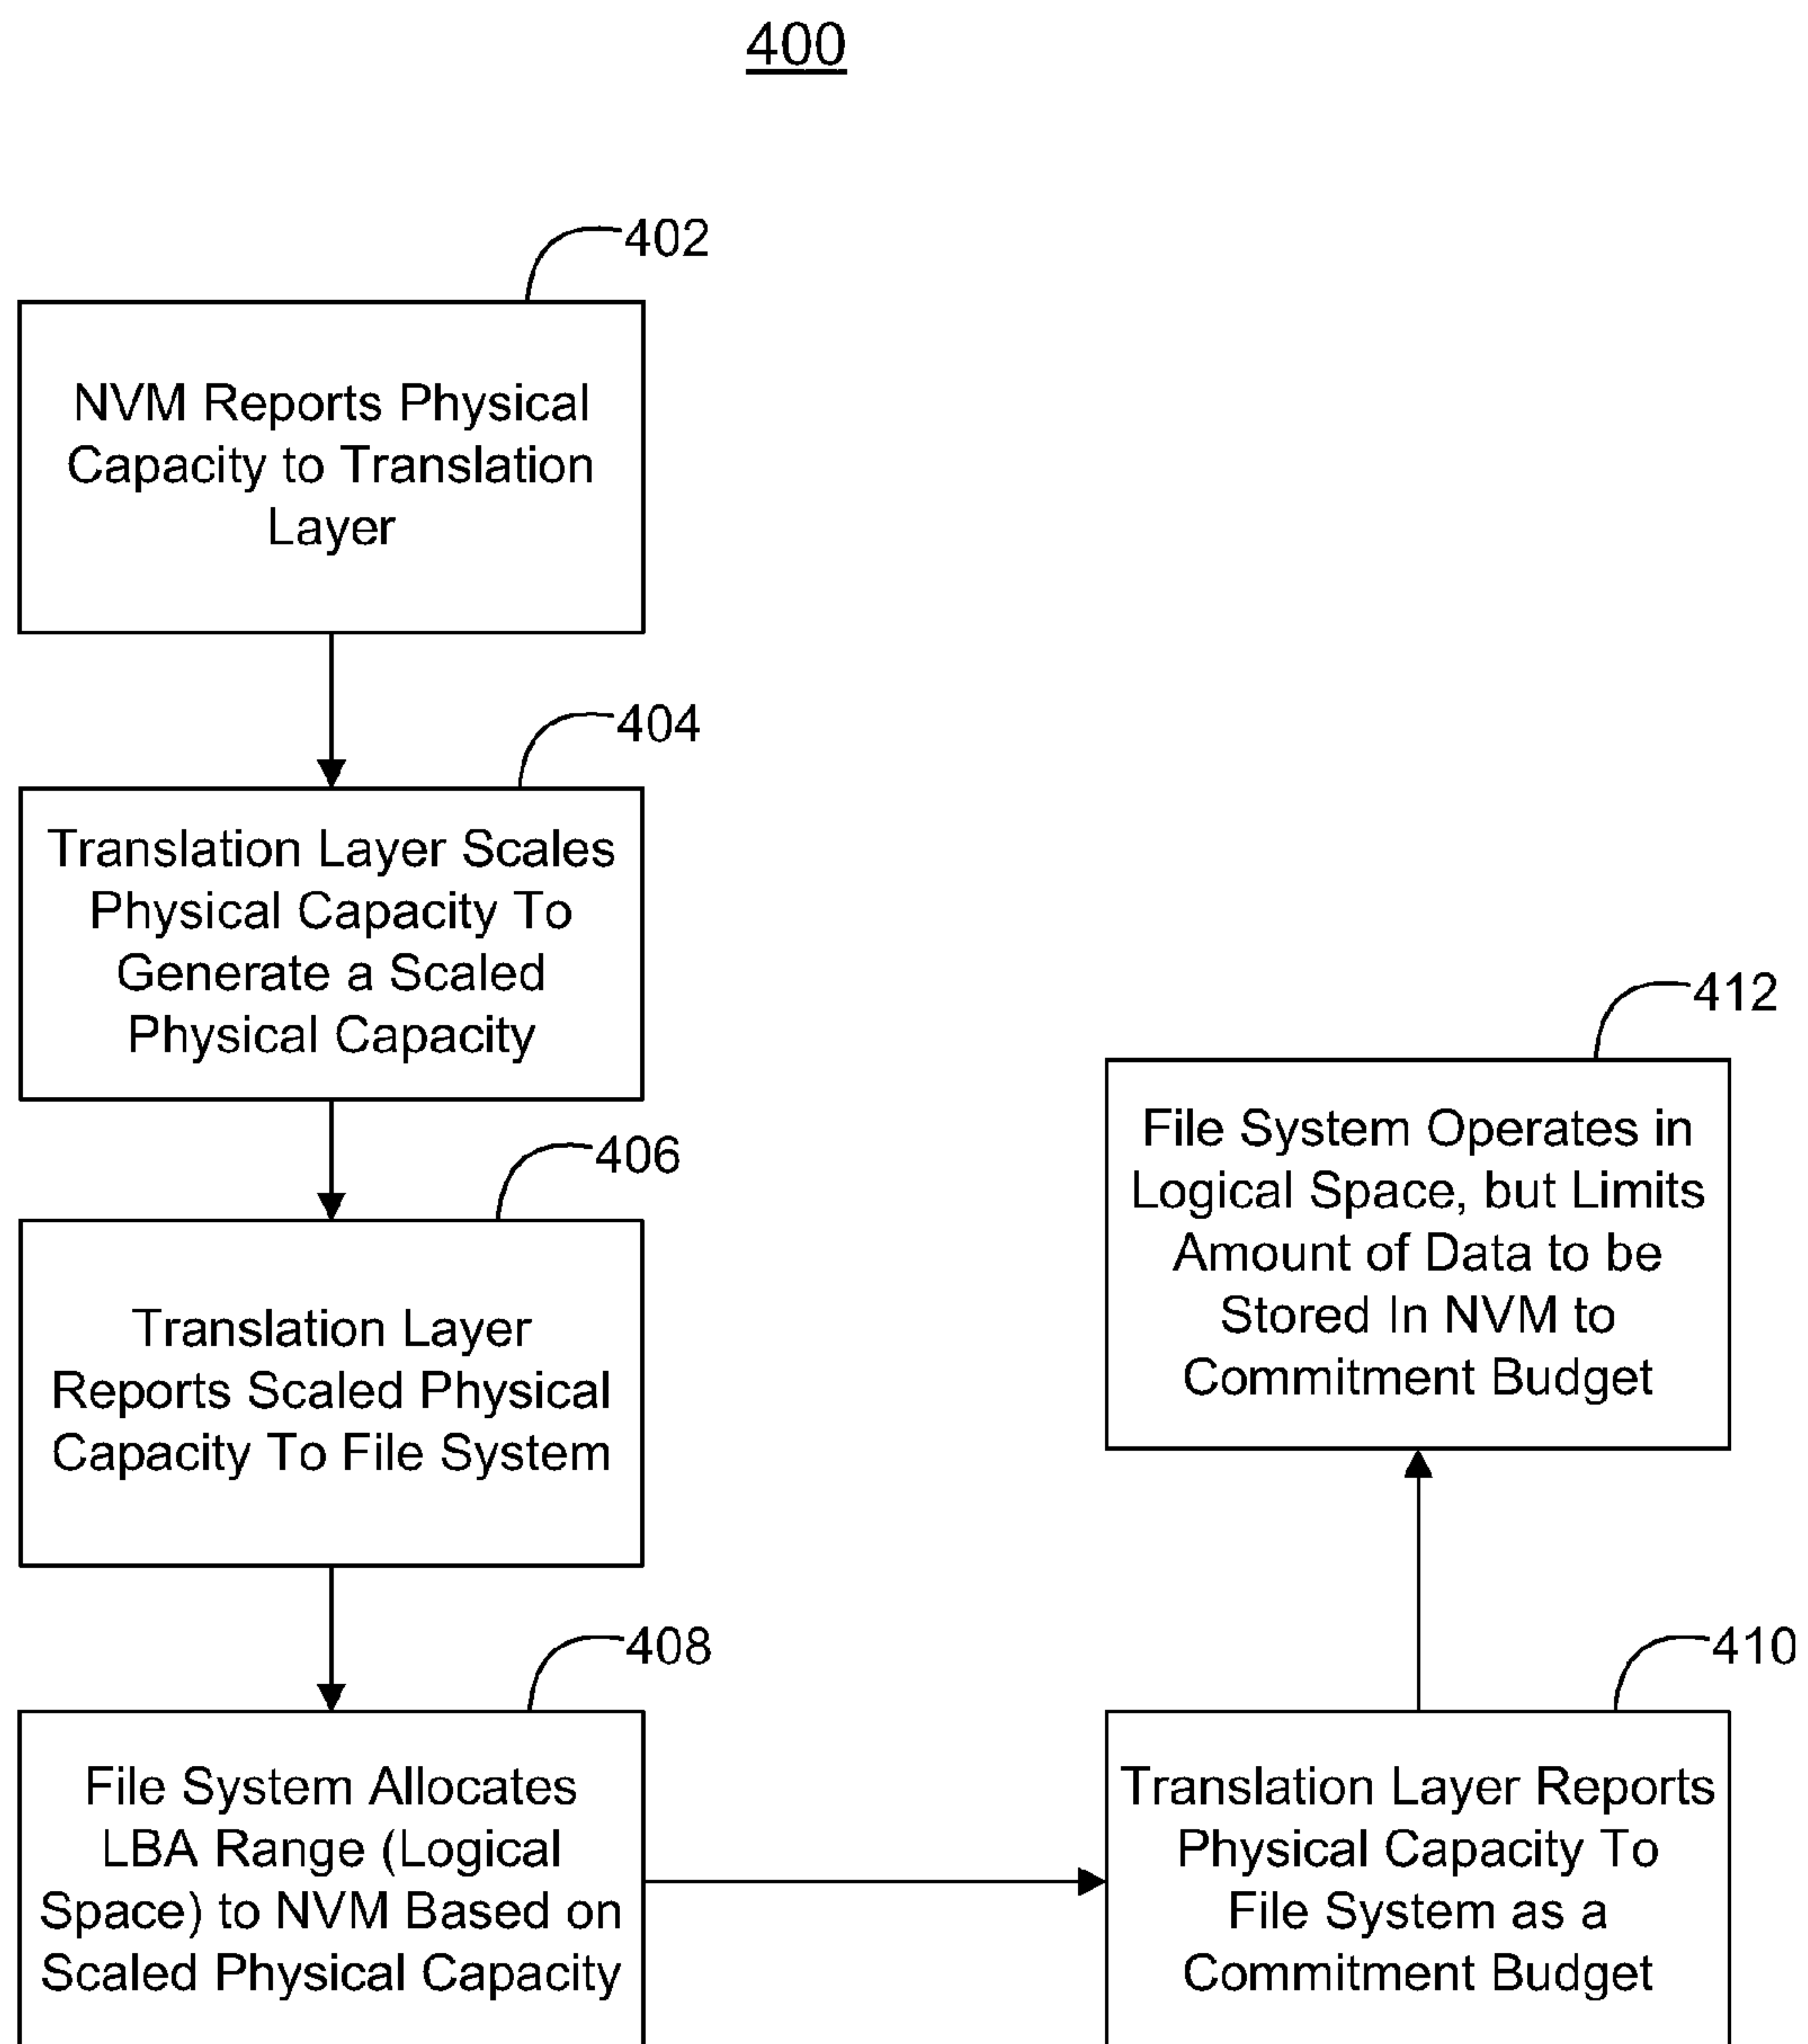 400
402
NVM Reports Physical
Capacity to Translation
Layer
404
Translation Layer Scales
Physical Capacity To
Generate a Scaled
Physical Capacity
406
Translation Layer
Reports Scaled Physical
Capacity To File System
408
File System Allocates
LBA Range (Logical
Space) to NVM Based on
Scaled Physical Capacity
410
Translation Layer Reports
Physical Capacity To
File System as a
Commitment Budget
412
File System Operates in
Logical Space, but Limits
Amount of Data to be
Stored In NVM to
Commitment Budget